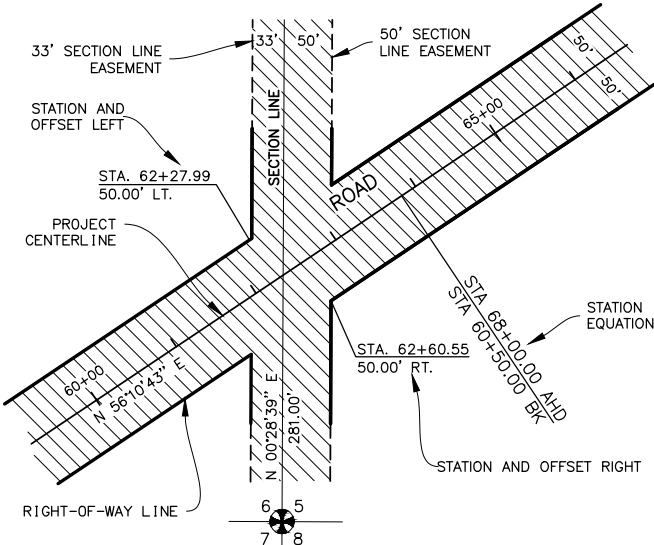 33' SECTION LINE
EASEMENT
33'
50'
50' SECTION
LINE EASEMENT
50'
50'
STATION AND
OFFSET LEFT
SECTION LINE
65+00
STA. 62+27.99
50.00' LT.
ROAD
PROJECT
CENTERLINE
STA 68+00.00 AHD
STA 60+50.00 BK
STATION
EQUATION
STA. 62+60.55
50.00' RT.
60+00
N 56°10'43" E
N 00°28'39" E
281.00'
STATION AND OFFSET RIGHT
RIGHT-OF-WAY LINE
6 5
7 8